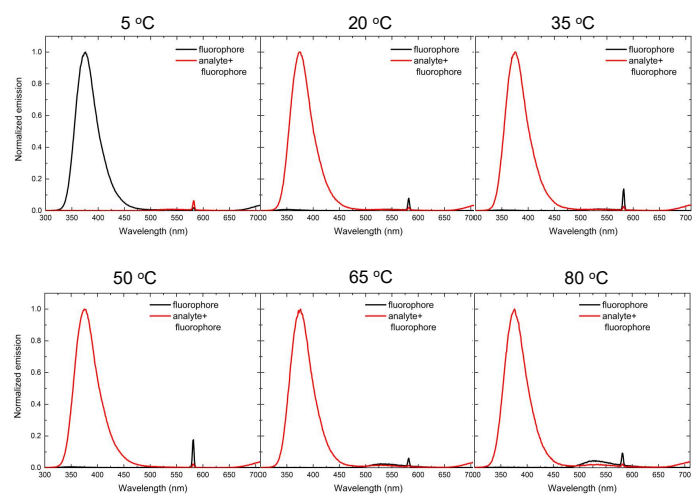 5 °C
20 °C
35 °C
Normalized emission
1.0
0.8
0.6
0.4
0.2
0.0
fluorophore
analyte+
fluorophore
fluorophore
analyte+
fluorophore
fluorophore
analyte+
fluorophore
300 350 400 450 500 550 600 650 700
350 400 450 500 550 600 650 700
350 400 450 500 550 600 650 700
Wavelength (nm)
Wavelength (nm)
Wavelength (nm)
50 °C
65 °C
80 °C
Normalized emission
1.0
0.8
0.6
0.4
0.2
0.0
fluorophore
analyte+
fluorophore
fluorophore
analyte+
fluorophore
fluorophore
analyte+
fluorophore
300 350 400 450 500 550 600 650 700
350 400 450 500 550 600 650 700
350 400 450 500 550 600 650 700
Wavelength (nm)
Wavelength (nm)
Wavelength (nm)